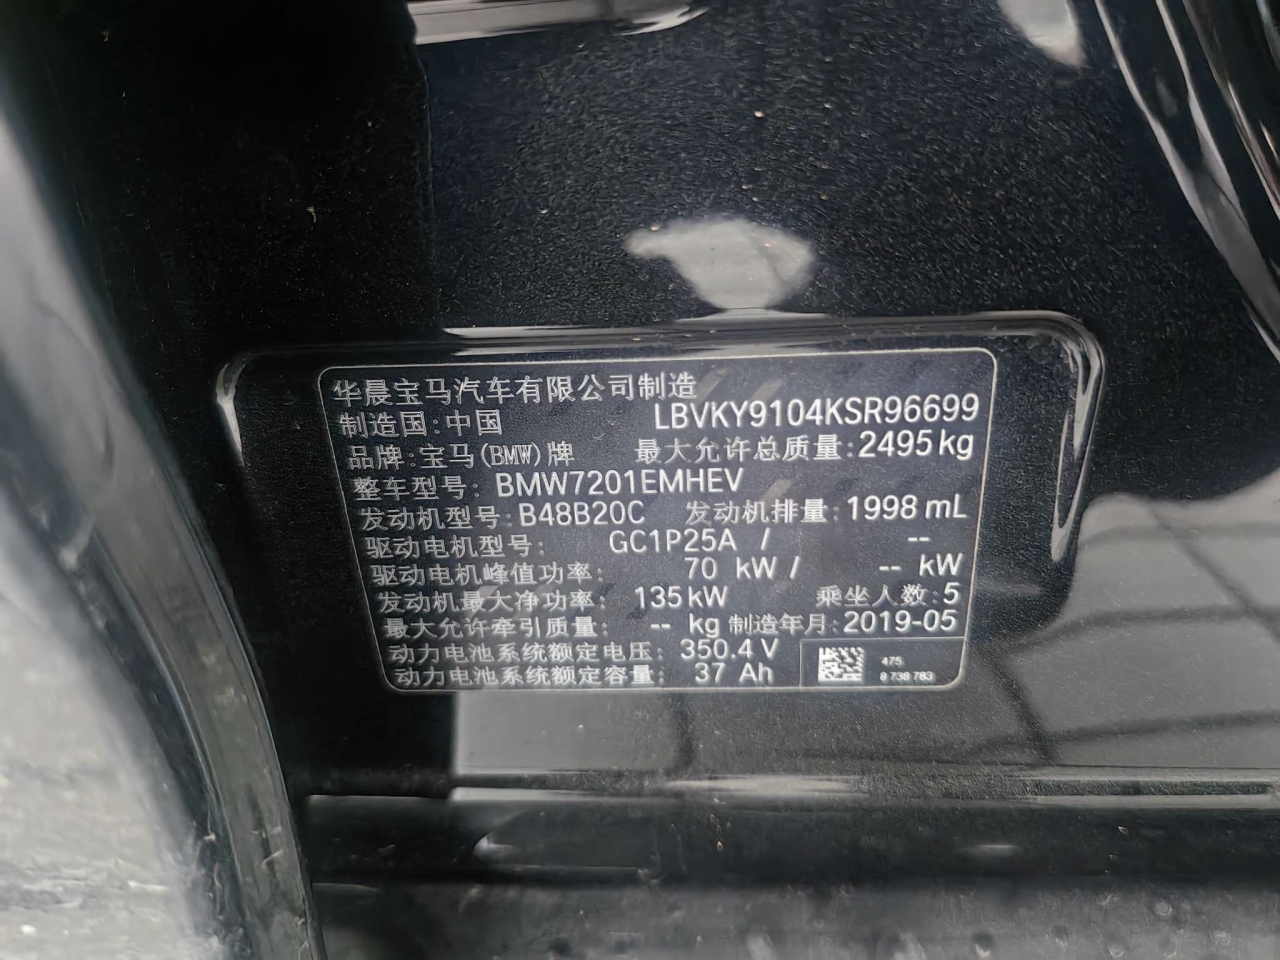 华晨宝马汽车有限公司制造
制造国:中国 LBVKY9104KSR96699
品牌:宝马(BMW)牌 最大允许总质量:2495kg
整车型号: BMW7201EMHEV
发动机型号:B48B20C 发动机排量:1998 mL
驱动电机型号: GC1P25A / --
驱动电机峰值功率: 70 kW / -- kW
发动机最大净功率: 135kW 乘坐人数:5
最大允许牵引质量: -- kg 制造年月:2019-05
动力电池系统额定电压: 350.4 V
动力电池系统额定容量: 37 Ah
475
8 738 783